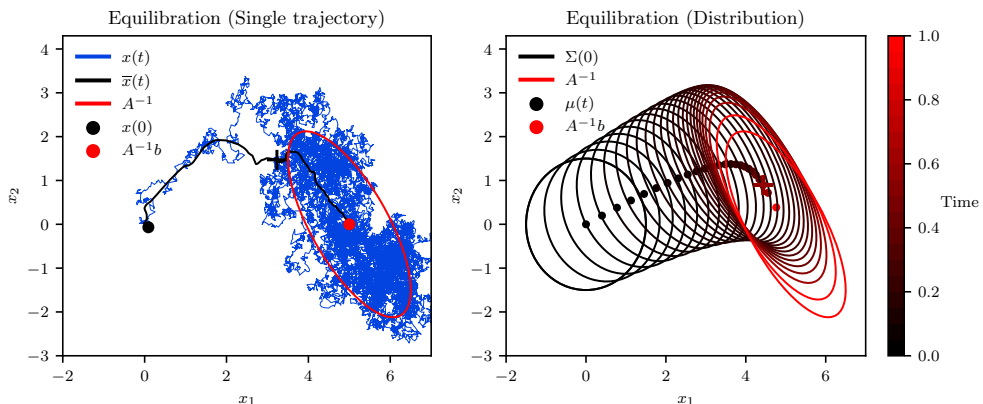 Equilibration (Single trajectory)
x(t)
x̅(t)
A⁻¹
x(0)
A⁻¹b
4
3
2
1
0
−1
−2
−3
x₂
−2
0
2
4
6
x₁
Equilibration (Distribution)
Σ(0)
A⁻¹
μ(t)
A⁻¹b
4
3
2
1
0
−1
−2
−3
x₂
−2
0
2
4
6
x₁
1.0
0.8
0.6
0.4
0.2
0.0
Time